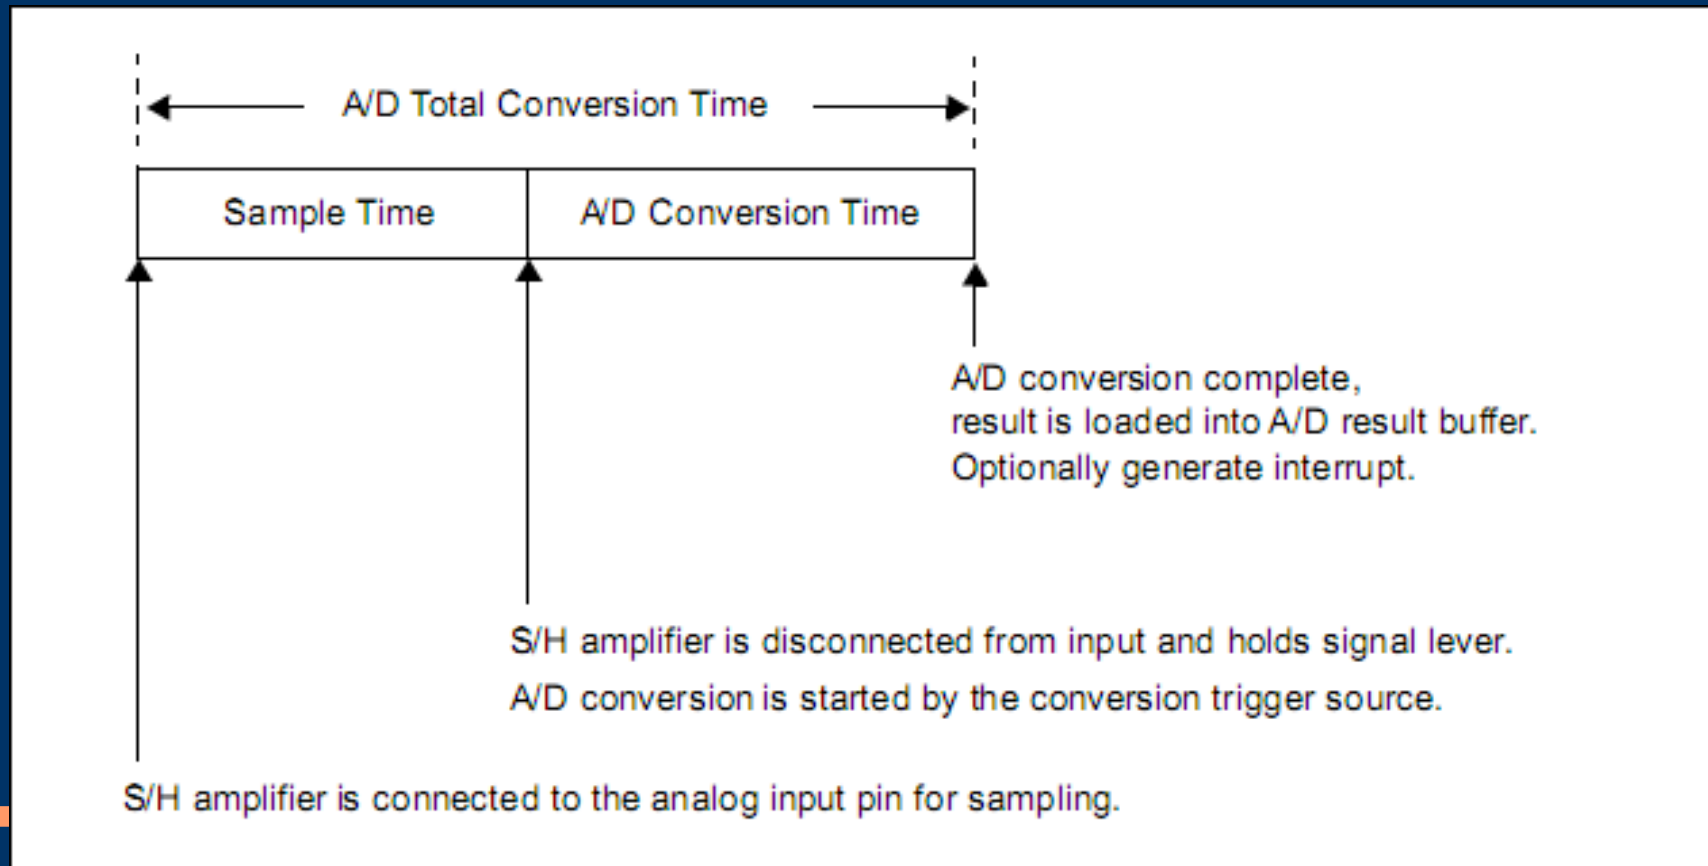 A/D Total Conversion Time
Sample Time
A/D Conversion Time
A/D conversion complete,
result is loaded into A/D result buffer.
Optionally generate interrupt.
S/H amplifier is disconnected from input and holds signal lever.
A/D conversion is started by the conversion trigger source.
S/H amplifier is connected to the analog input pin for sampling.